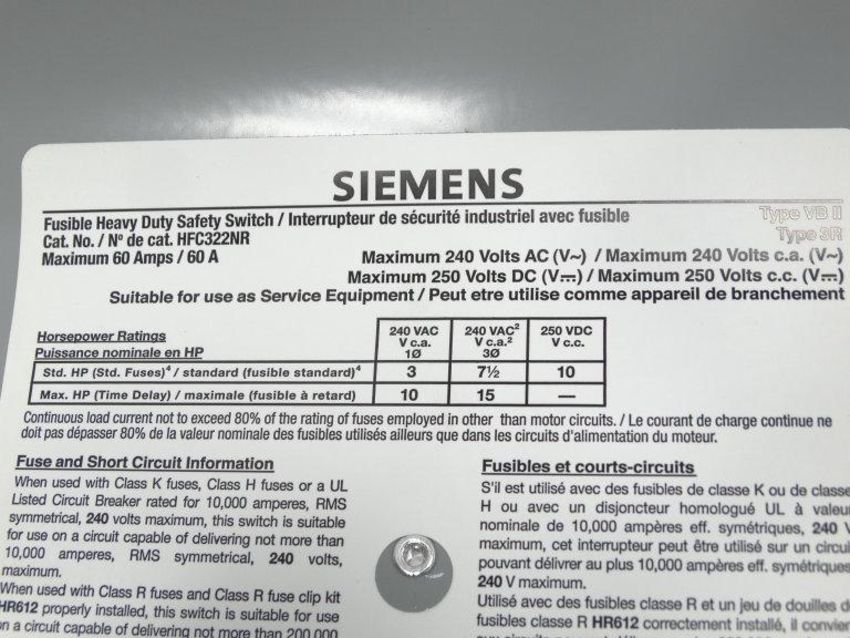 SIEMENS
Fusible Heavy Duty Safety Switch / Interrupteur de sécurité industriel avec fusible
Type VB II
Cat. No. / Nº de cat. HFC322NR
Type 3R
Maximum 60 Amps / 60 A
Maximum 240 Volts AC (V~) / Maximum 240 Volts c.a. (V~)
Maximum 250 Volts DC (V⎓) / Maximum 250 Volts c.c. (V⎓)
Suitable for use as Service Equipment / Peut etre utilise comme appareil de branchement
Horsepower Ratings
Puissance nominale en HP
240 VAC
V c.a.
1Ø
240 VAC²
V c.a.²
3Ø
250 VDC
V c.c.
Std. HP (Std. Fuses)⁴ / standard (fusible standard)⁴ 3 7½ 10
Max. HP (Time Delay) / maximale (fusible à retard) 10 15 —
Continuous load current not to exceed 80% of the rating of fuses employed in other than motor circuits. / Le courant de charge continue ne
doit pas dépasser 80% de la valeur nominale des fusibles utilisés ailleurs que dans les circuits d'alimentation du moteur.
Fuse and Short Circuit Information
When used with Class K fuses, Class H fuses or a UL
Listed Circuit Breaker rated for 10,000 amperes, RMS
symmetrical, 240 volts maximum, this switch is suitable
for use on a circuit capable of delivering not more than
10,000 amperes, RMS symmetrical, 240 volts,
maximum.
When used with Class R fuses and Class R fuse clip kit
HR612 properly installed, this switch is suitable for use
on a circuit capable of delivering not more than 200,000
Fusibles et courts-circuits
S'il est utilisé avec des fusibles de classe K ou de classe
H ou avec un disjoncteur homologué UL à valeur
nominale de 10,000 ampères eff. symétriques, 240 V
maximum, cet interrupteur peut être utilisé sur un circuit
pouvant délivrer au plus 10,000 ampères eff. symétriques
240 V maximum.
Utilisé avec des fusibles classe R et un jeu de douilles de
fusibles classe R HR612 correctement installé, il convient